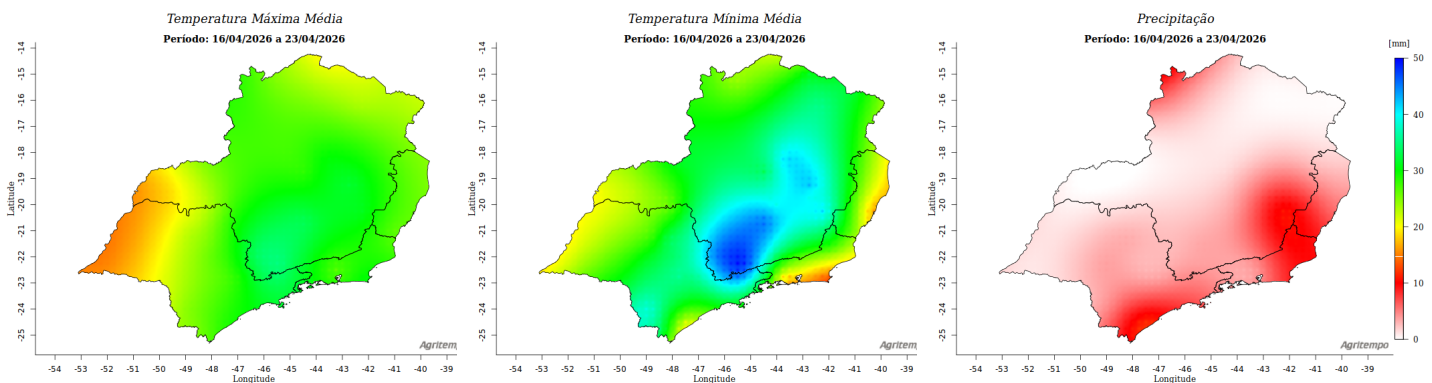 Temperatura Máxima Média
Período: 16/04/2026 a 23/04/2026
-14
-15
-16
-17
-18
-19
-20
-21
-22
-23
-24
-25
Latitude
Agritem
-54 -53 -52 -51 -50 -49 -48 -47 -46 -45 -44 -43 -42 -41 -40 -39
Longitude
Temperatura Mínima Média
Período: 16/04/2026 a 23/04/2026
-14
-15
-16
-17
-18
-19
-20
-21
-22
-23
-24
-25
Latitude
Agritem
-54 -53 -52 -51 -50 -49 -48 -47 -46 -45 -44 -43 -42 -41 -40 -39
Longitude
Precipitação
Período: 16/04/2026 a 23/04/2026
-14
-15
-16
-17
-18
-19
-20
-21
-22
-23
-24
-25
Latitude
Agritempo
-54 -53 -52 -51 -50 -49 -48 -47 -46 -45 -44 -43 -42 -41 -40 -39
Longitude
[mm]
50
40
30
20
10
0